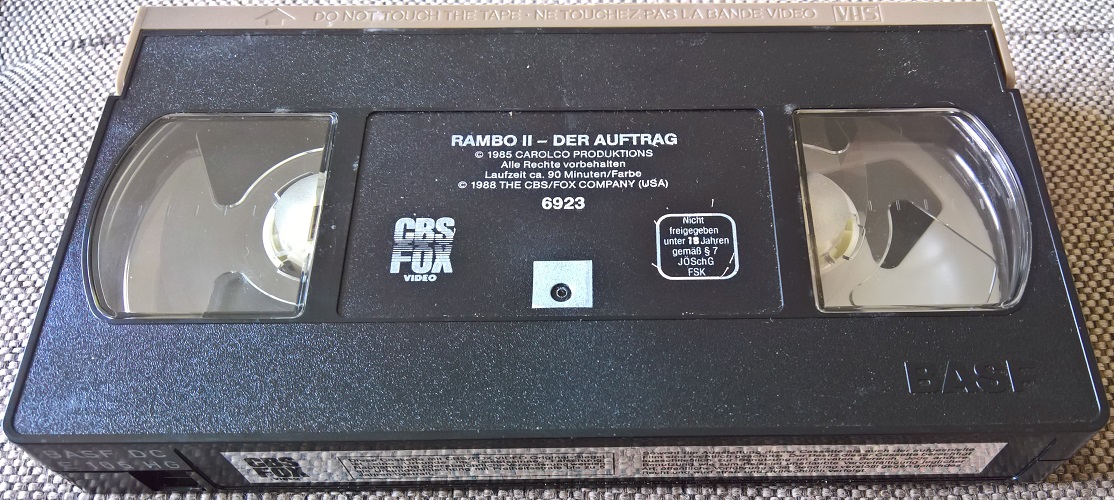 DO NOT TOUCH THE TAPE • NE TOUCHEZ PAS LA BANDE VIDEO VHS
RAMBO II – DER AUFTRAG
© 1985 CAROLCO PRODUKTIONS
Alle Rechte vorbehalten
Laufzeit ca. 90 Minuten/Farbe
© 1988 THE CBS/FOX COMPANY (USA)
6923
CBS
FOX
VIDEO
Nicht
freigegeben
unter 18 Jahren
gemäß § 7
JÖSchG
FSK
BASF
BASF DC
CBS
FOX